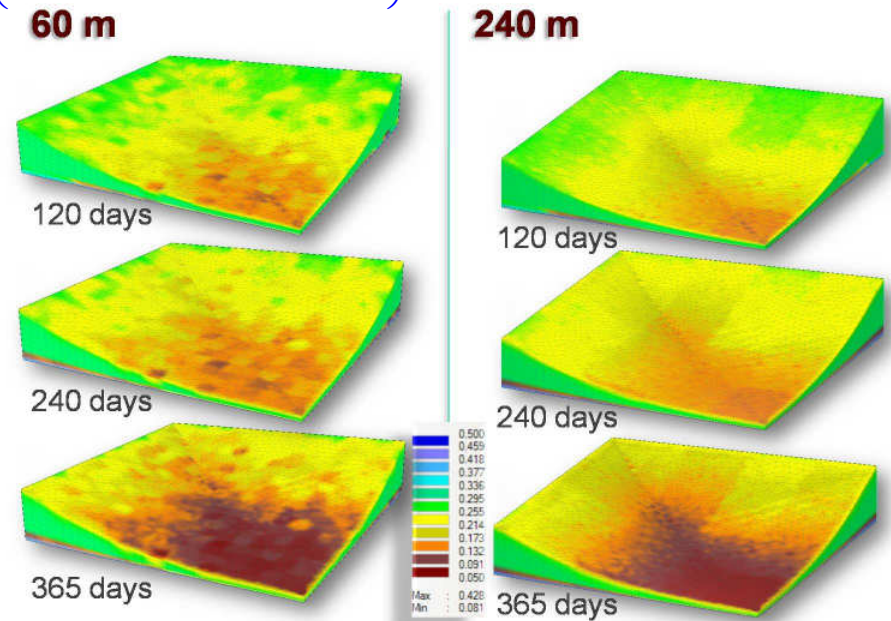 60 m
240 m
120 days
120 days
240 days
240 days
365 days
365 days
0.500
0.459
0.418
0.377
0.336
0.295
0.255
0.214
0.173
0.132
0.091
0.050
Max : 0.428
Min : 0.081